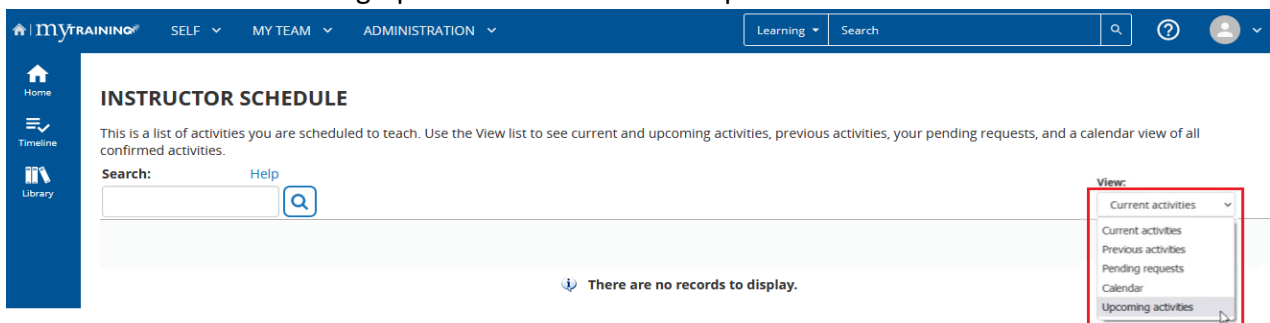 myTRAINING SELF MY TEAM ADMINISTRATION Learning Search
Home
Timeline
Library
INSTRUCTOR SCHEDULE
This is a list of activities you are scheduled to teach. Use the View list to see current and upcoming activities, previous activities, your pending requests, and a calendar view of all
confirmed activities.
Search: Help
View:
Current activities
Current activities
Previous activities
Pending requests
Calendar
Upcoming activities
There are no records to display.